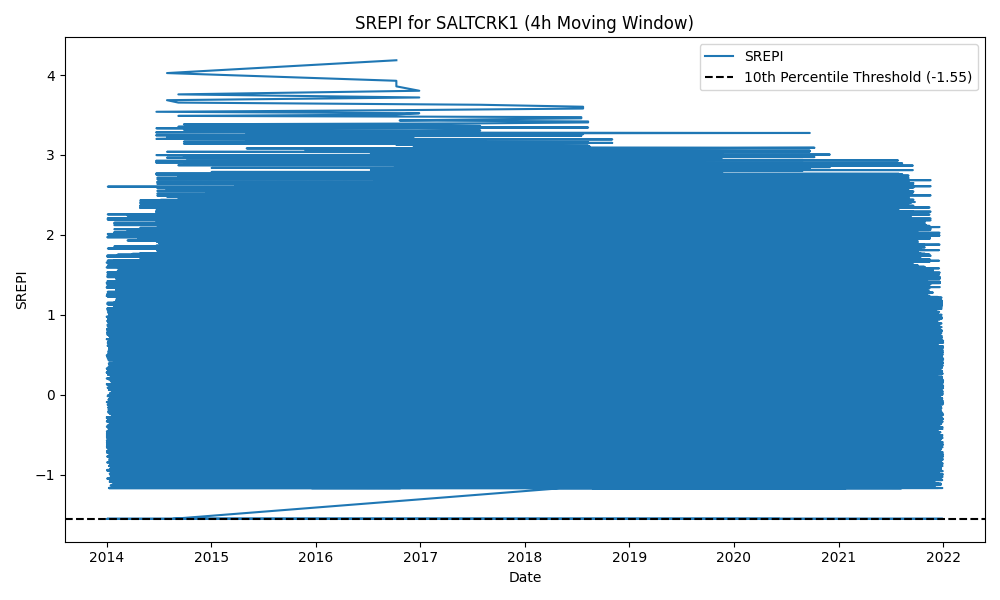 SREPI for SALTCRK1 (4h Moving Window)
SREPI
10th Percentile Threshold (-1.55)
4
3
2
1
0
−1
SREPI
2014 2015 2016 2017 2018 2019 2020 2021 2022
Date